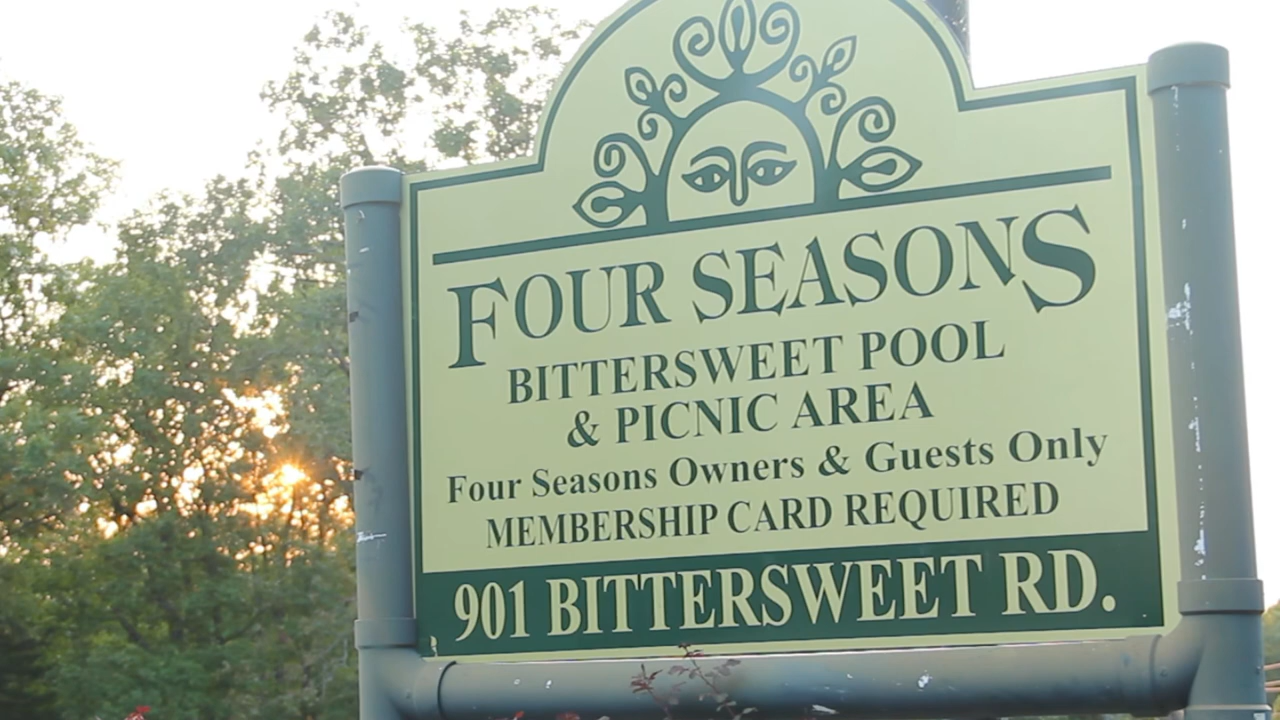 FOUR SEASONS
BITTERSWEET POOL
& PICNIC AREA
Four Seasons Owners & Guests Only
MEMBERSHIP CARD REQUIRED
901 BITTERSWEET RD.